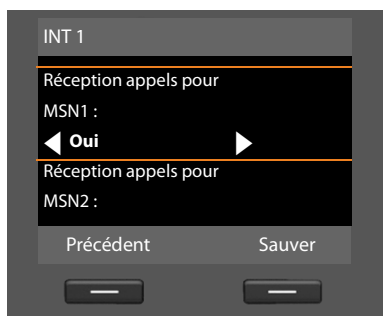 INT 1
Réception appels pour
MSN1 :
Oui
Réception appels pour
MSN2 :
Précédent Sauver